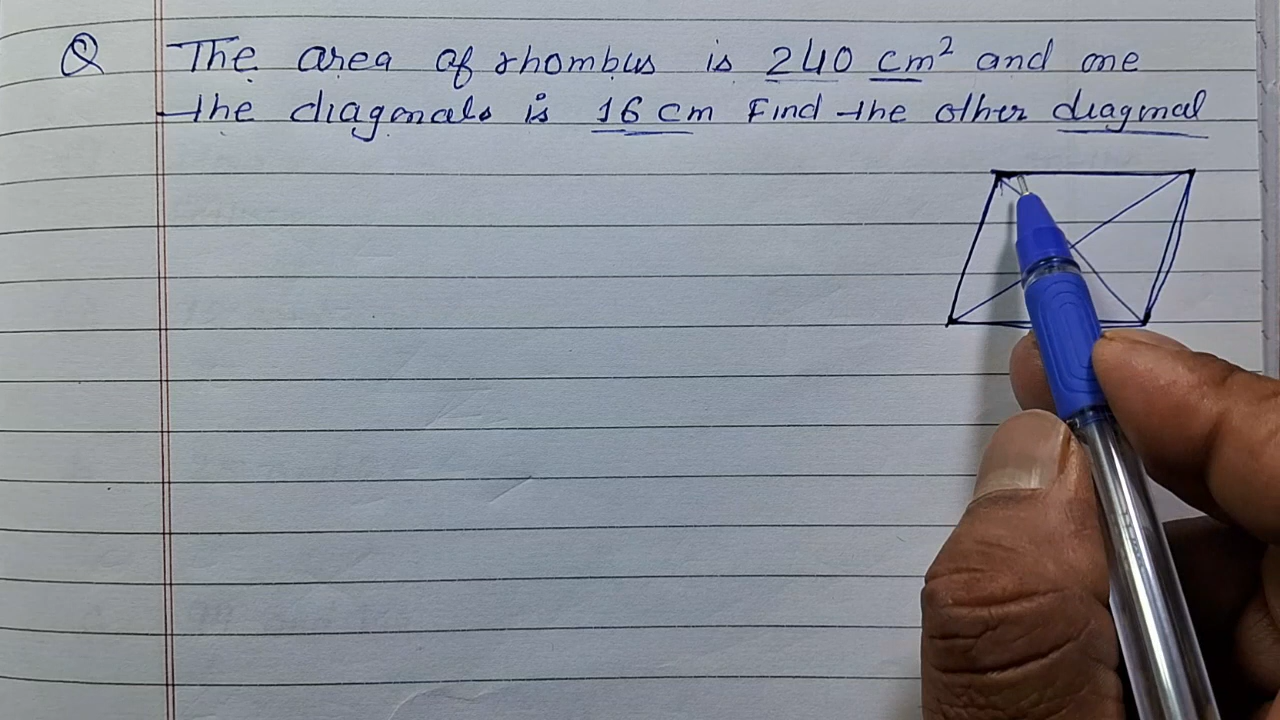 Q The area of rhombus is 240 cm² and one
the diagonals is 16 cm Find the other diagonal